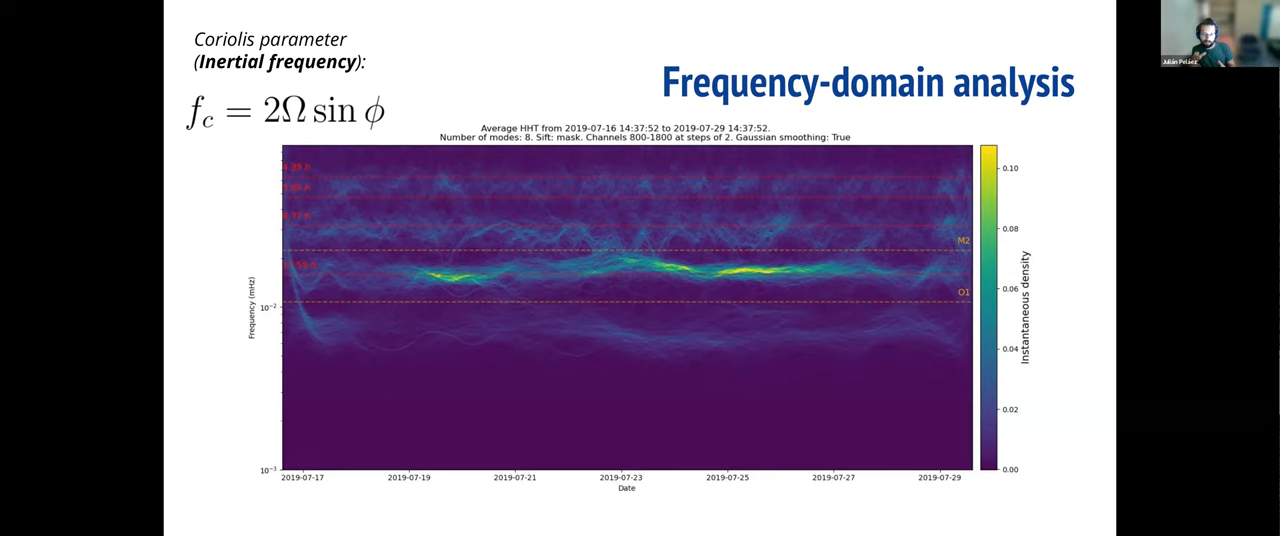 Coriolis parameter
(Inertial frequency):
f_c = 2Ω sin ϕ
Frequency-domain analysis
Julián Peláez
Average HHT from 2019-07-16 14:37:52 to 2019-07-29 14:37:52.
Number of modes: 8. Sift: mask. Channels 800-1800 at steps of 2. Gaussian smoothing: True
M2
O1
Frequency (mHz)
10⁻²
10⁻³
2019-07-17
2019-07-19
2019-07-21
2019-07-23
2019-07-25
2019-07-27
2019-07-29
Date
0.10
0.08
0.06
0.04
0.02
0.00
Instantaneous density